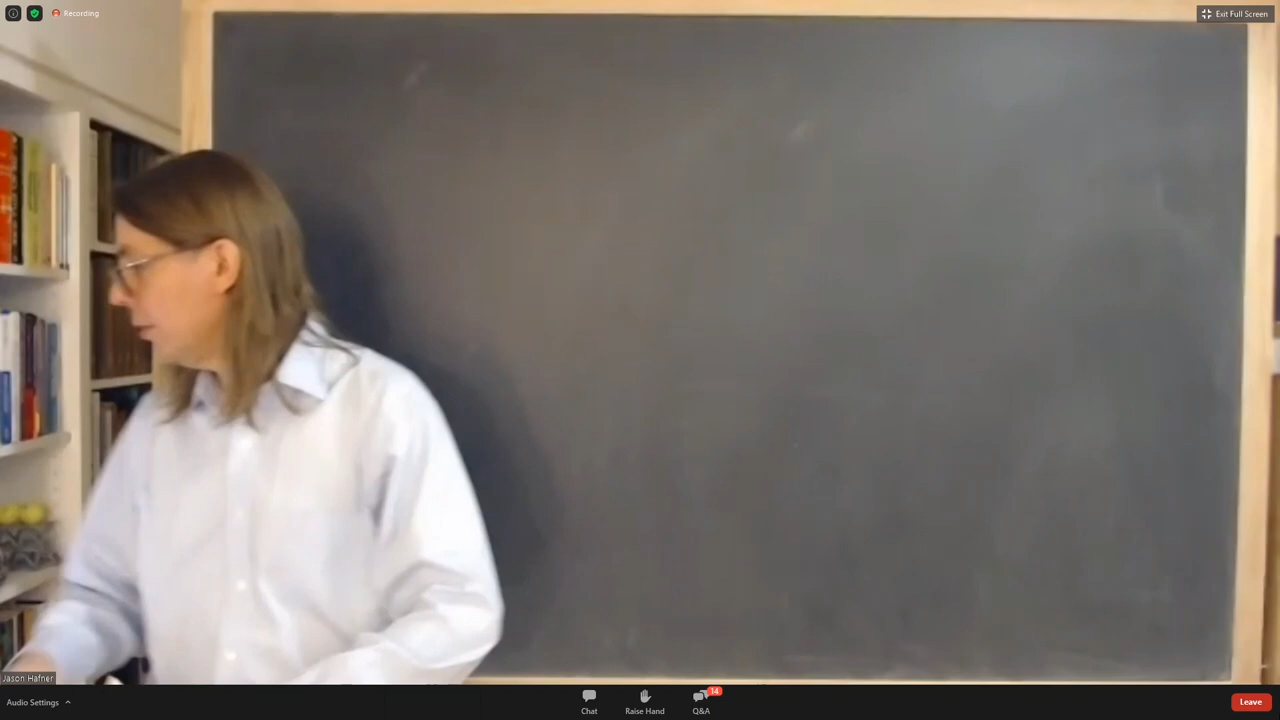 Recording
Exit Full Screen
Jason Hafner
Audio Settings
Chat
Raise Hand
14
Q&A
Leave